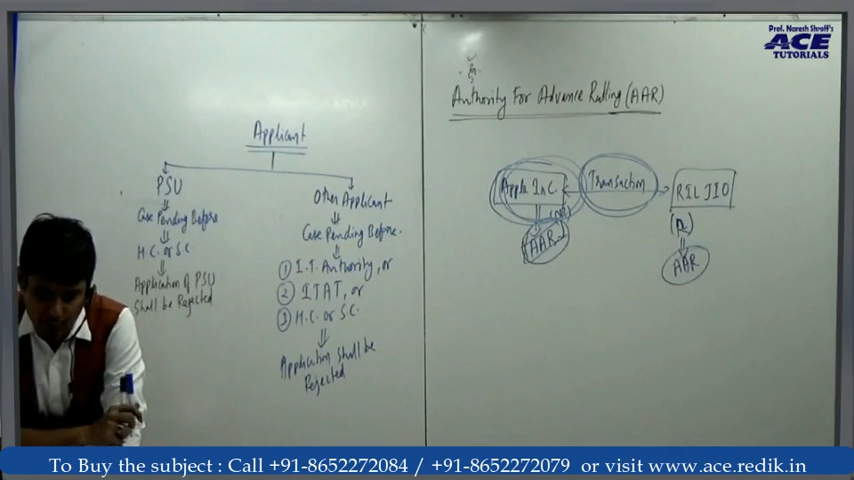 Prof. Naresh Shroff's
ACE
TUTORIALS
Authority For Advance Rulling (AAR)
Applicant
PSU
Case Pending Before
H.C. or S.C
Application of PSU
Shall be Rejected
Other Applicant
Case Pending Before.
① I.T. Authority, or
② ITAT, or
③ H.C. or S.C.
Application Shall be
Rejected
Apple Inc.
Transaction
RIL JIO
(NR)
AAR
(R)
AAR
To Buy the subject : Call +91-8652272084 / +91-8652272079 or visit www.ace.redik.in